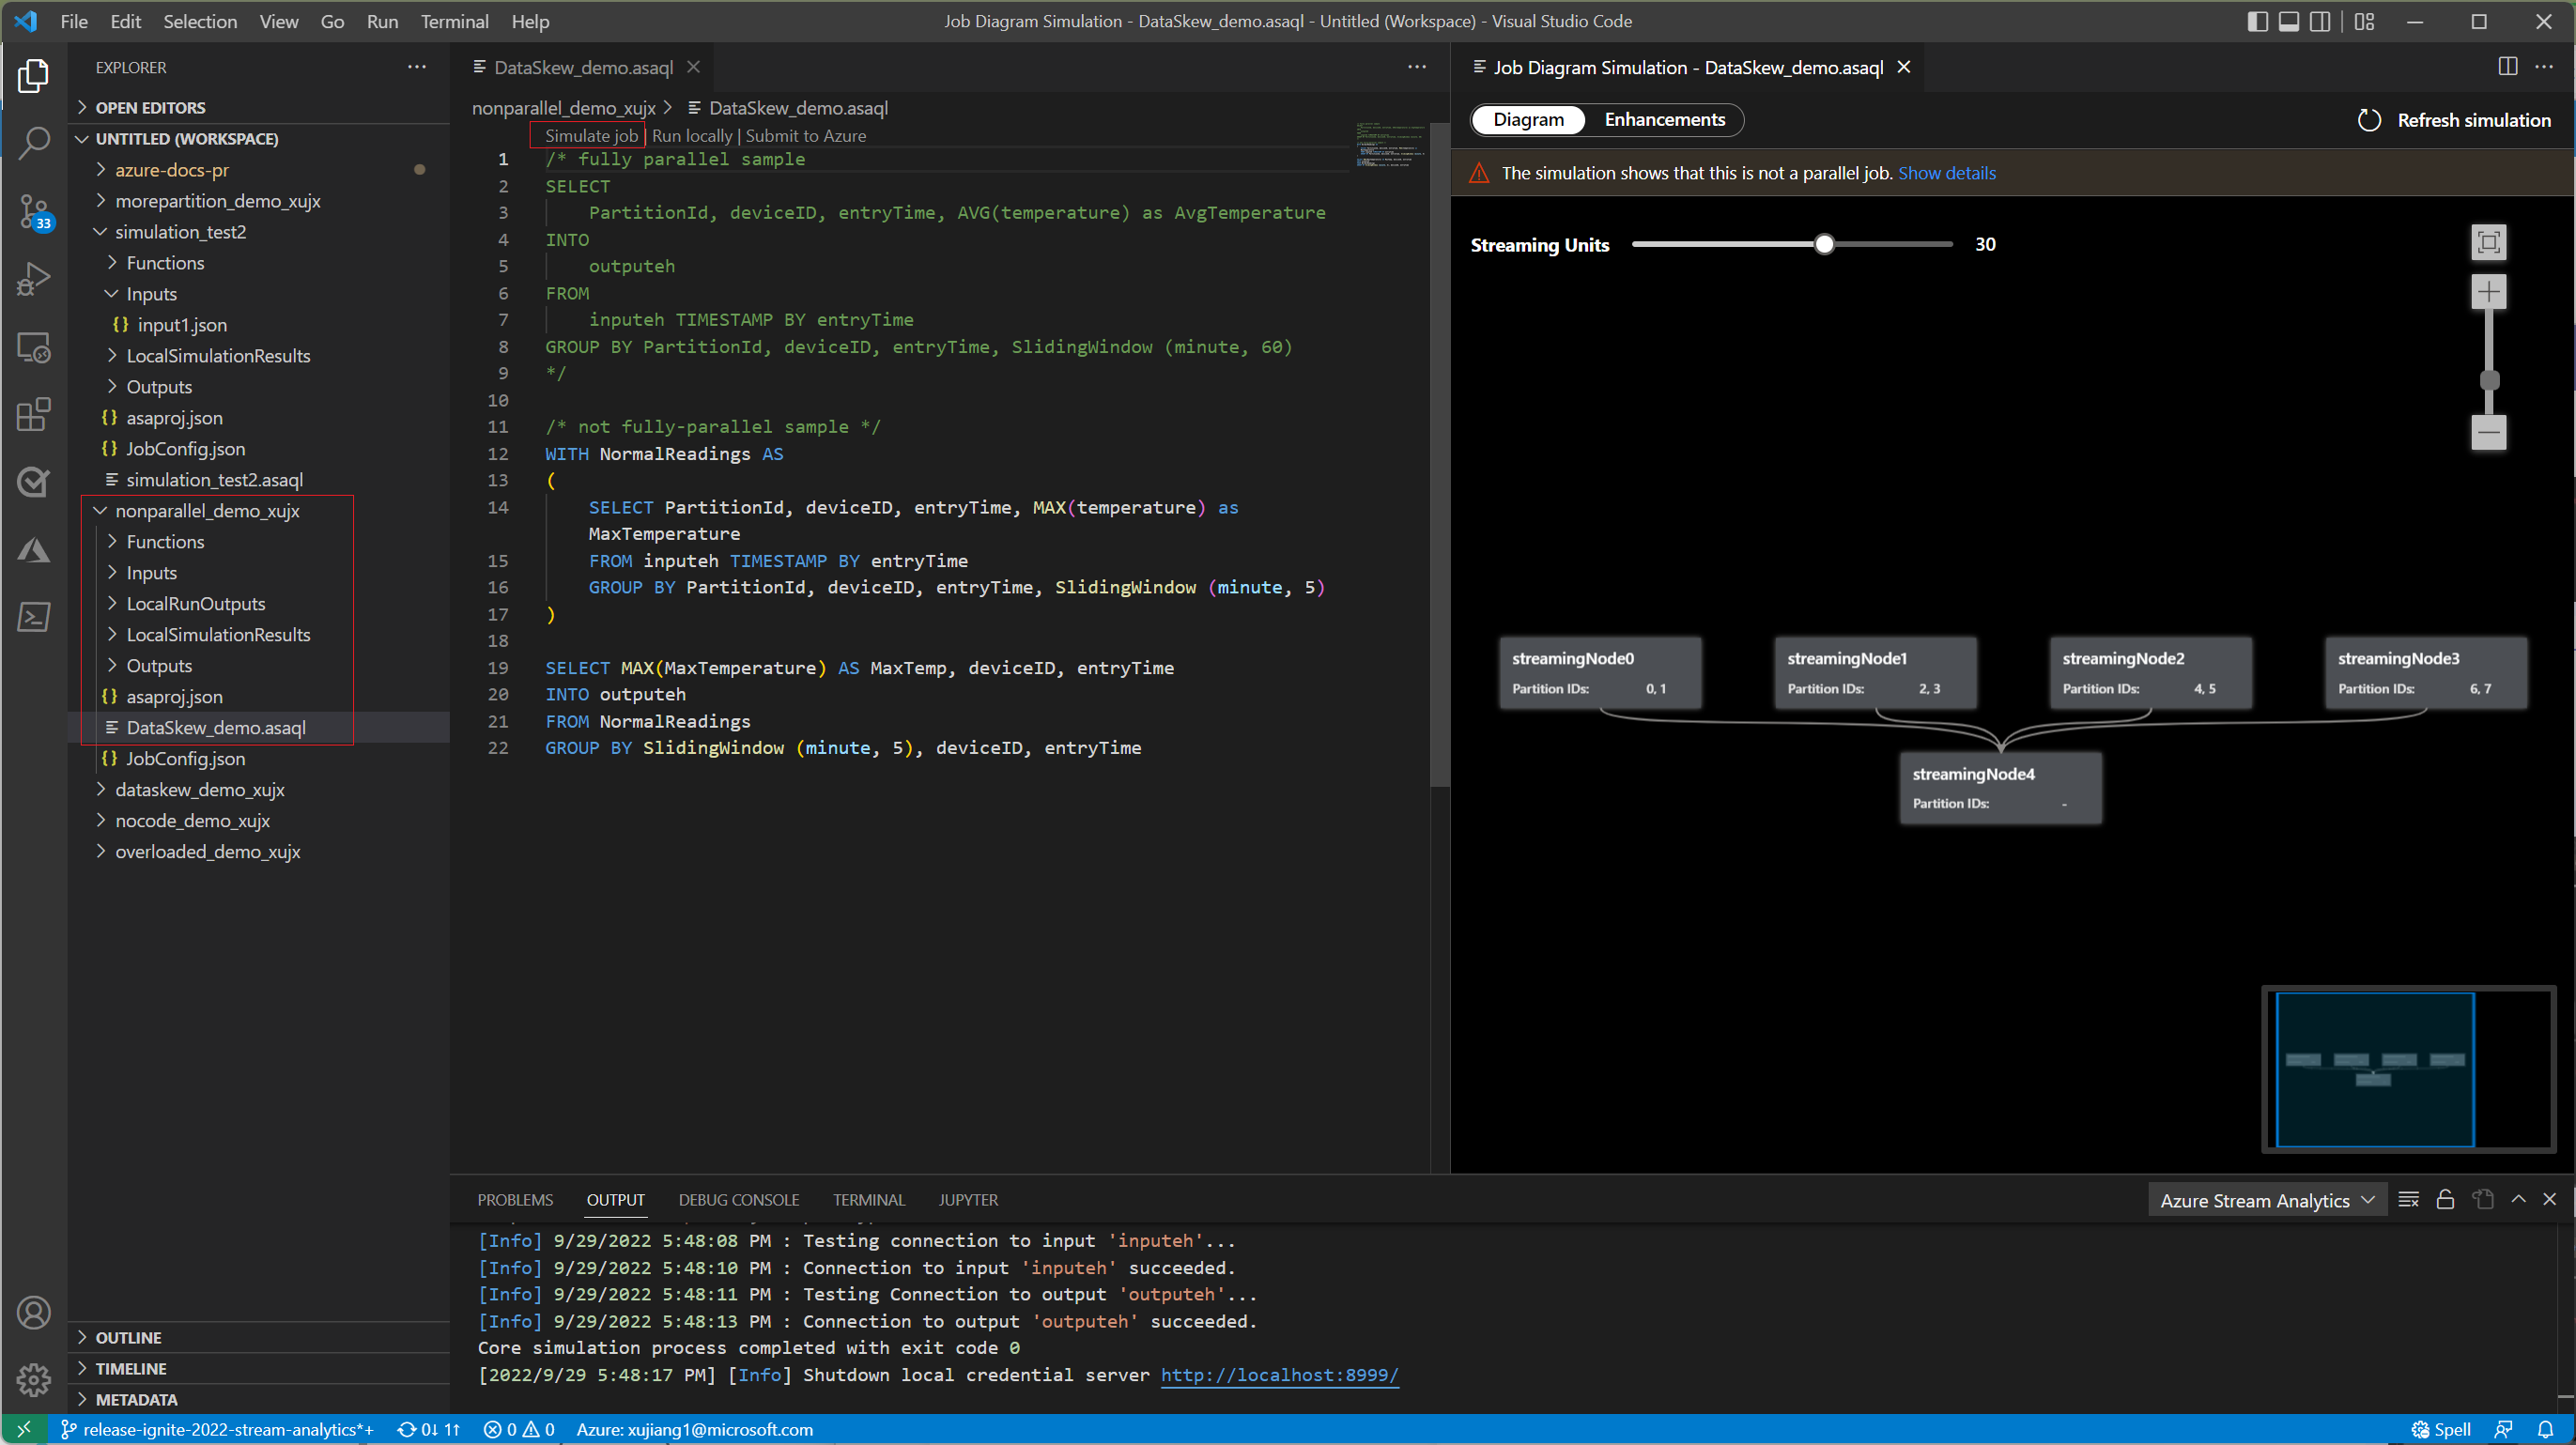 File Edit Selection View Go Run Terminal Help
Job Diagram Simulation - DataSkew_demo.asaql - Untitled (Workspace) - Visual Studio Code
EXPLORER
OPEN EDITORS
UNTITLED (WORKSPACE)
azure-docs-pr
morepartition_demo_xujx
simulation_test2
Functions
Inputs
{} input1.json
LocalSimulationResults
Outputs
{} asaproj.json
{} JobConfig.json
simulation_test2.asaql
nonparallel_demo_xujx
Functions
Inputs
LocalRunOutputs
LocalSimulationResults
Outputs
{} asaproj.json
DataSkew_demo.asaql
{} JobConfig.json
dataskew_demo_xujx
nocode_demo_xujx
overloaded_demo_xujx
OUTLINE
TIMELINE
METADATA
33
DataSkew_demo.asaql
nonparallel_demo_xujx > DataSkew_demo.asaql
Simulate job | Run locally | Submit to Azure
1 /* fully parallel sample
2 SELECT
3 PartitionId, deviceID, entryTime, AVG(temperature) as AvgTemperature
4 INTO
5 outputeh
6 FROM
7 inputeh TIMESTAMP BY entryTime
8 GROUP BY PartitionId, deviceID, entryTime, SlidingWindow (minute, 60)
9 */
10
11 /* not fully-parallel sample */
12 WITH NormalReadings AS
13 (
14 SELECT PartitionId, deviceID, entryTime, MAX(temperature) as
MaxTemperature
15 FROM inputeh TIMESTAMP BY entryTime
16 GROUP BY PartitionId, deviceID, entryTime, SlidingWindow (minute, 5)
17 )
18
19 SELECT MAX(MaxTemperature) AS MaxTemp, deviceID, entryTime
20 INTO outputeh
21 FROM NormalReadings
22 GROUP BY SlidingWindow (minute, 5), deviceID, entryTime
Job Diagram Simulation - DataSkew_demo.asaql
Diagram Enhancements
Refresh simulation
The simulation shows that this is not a parallel job. Show details
Streaming Units 30
streamingNode0
Partition IDs: 0, 1
streamingNode1
Partition IDs: 2, 3
streamingNode2
Partition IDs: 4, 5
streamingNode3
Partition IDs: 6, 7
streamingNode4
Partition IDs: -
PROBLEMS OUTPUT DEBUG CONSOLE TERMINAL JUPYTER
Azure Stream Analytics
[Info] 9/29/2022 5:48:08 PM : Testing connection to input 'inputeh'...
[Info] 9/29/2022 5:48:10 PM : Connection to input 'inputeh' succeeded.
[Info] 9/29/2022 5:48:11 PM : Testing Connection to output 'outputeh'...
[Info] 9/29/2022 5:48:13 PM : Connection to output 'outputeh' succeeded.
Core simulation process completed with exit code 0
[2022/9/29 5:48:17 PM] [Info] Shutdown local credential server http://localhost:8999/
release-ignite-2022-stream-analytics*+ 0↓ 1↑ 0 0 Azure: xujiang1@microsoft.com
Spell